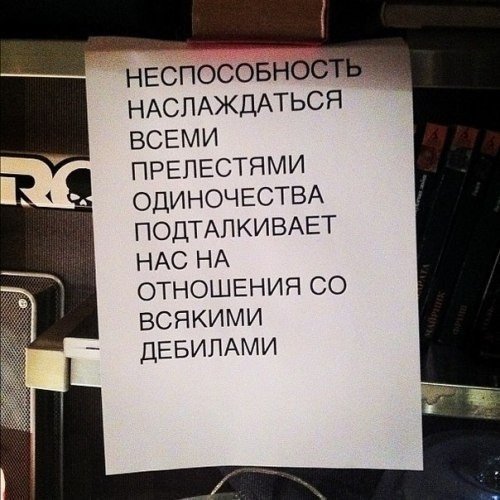 НЕСПОСОБНОСТЬ
НАСЛАЖДАТЬСЯ
ВСЕМИ
ПРЕЛЕСТЯМИ
ОДИНОЧЕСТВА
ПОДТАЛКИВАЕТ
НАС НА
ОТНОШЕНИЯ СО
ВСЯКИМИ
ДЕБИЛАМИ